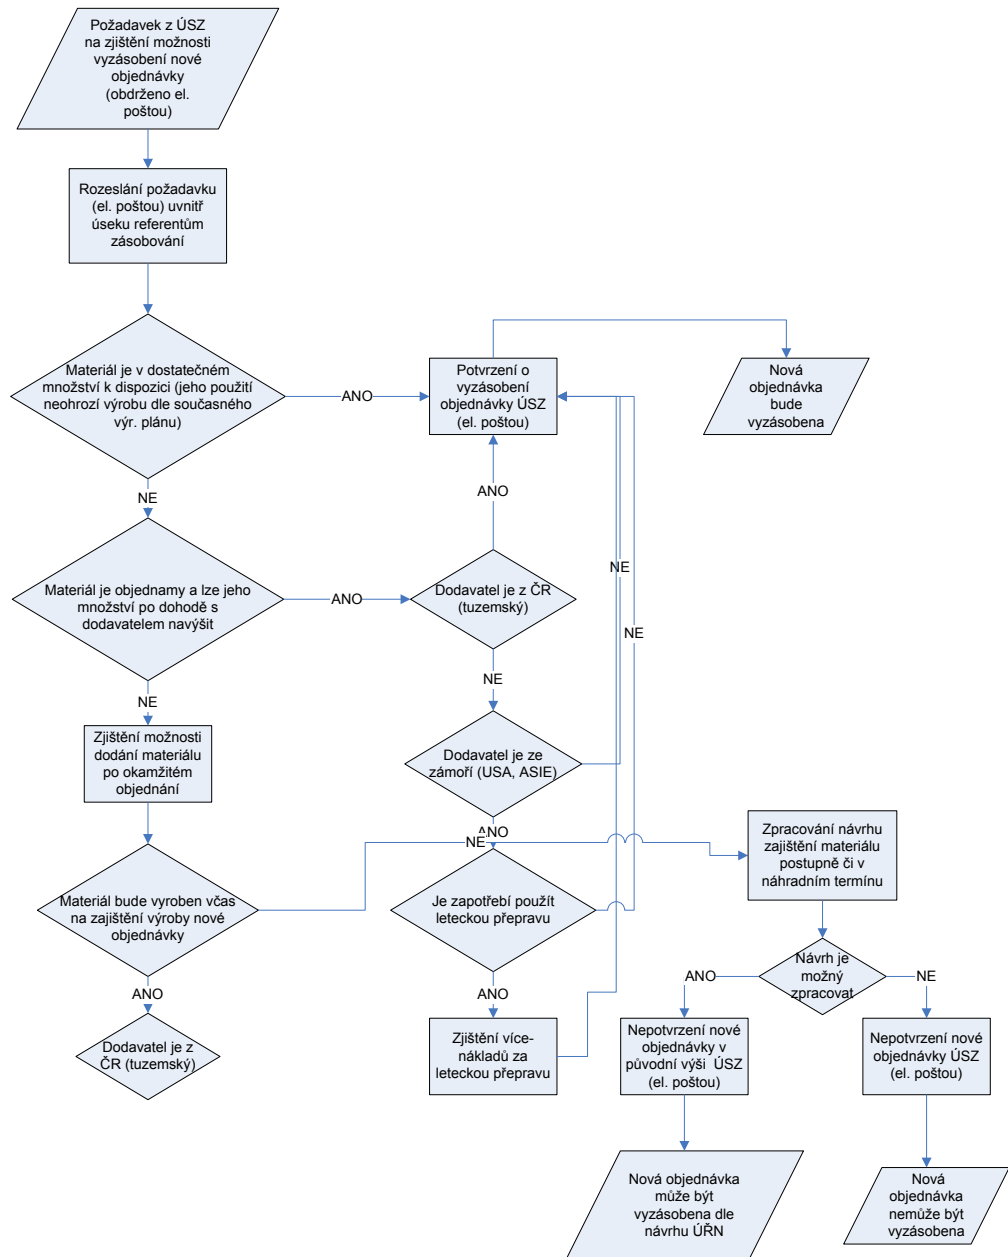 Požadavek z ÚSZ
na zjištění možnosti
vyzásobení nové
objednávky
(obdrženo el.
poštou)
Rozeslání požadavku
(el. poštou) uvnitř
úseku referentům
zásobování
Materiál je v dostatečném
množství k dispozici (jeho použití
neohrozí výrobu dle současného
výr. plánu)
ANO
Potvrzení o
vyzásobení
objednávky ÚSZ
(el. poštou)
Nová
objednávka
bude
vyzásobena
NE
ANO
Materiál je objednamy a lze jeho
množství po dohodě s
dodavatelem navýšit
ANO
Dodavatel je z ČR
(tuzemský)
NE
NE
NE
NE
Zjištění možnosti
dodání materiálu
po okamžitém
objednání
Dodavatel je ze
zámoří (USA, ASIE)
ANO
NE
Zpracování návrhu
zajištění materiálu
postupně či v
náhradním termínu
Materiál bude vyroben včas
na zajištění výroby nové
objednávky
Je zapotřebí použít
leteckou přepravu
Návrh je
možný
zpracovat
ANO
NE
ANO
ANO
Dodavatel je z
ČR (tuzemský)
Zjištění více-
nákladů za
leteckou přepravu
Nepotvrzení nové
objednávky v
původní výši  ÚSZ
(el. poštou)
Nepotvrzení nové
objednávky ÚSZ
(el. poštou)
Nová objednávka
může být
vyzásobena dle
návrhu ÚŘN
Nová
objednávka
nemůže být
vyzásobena